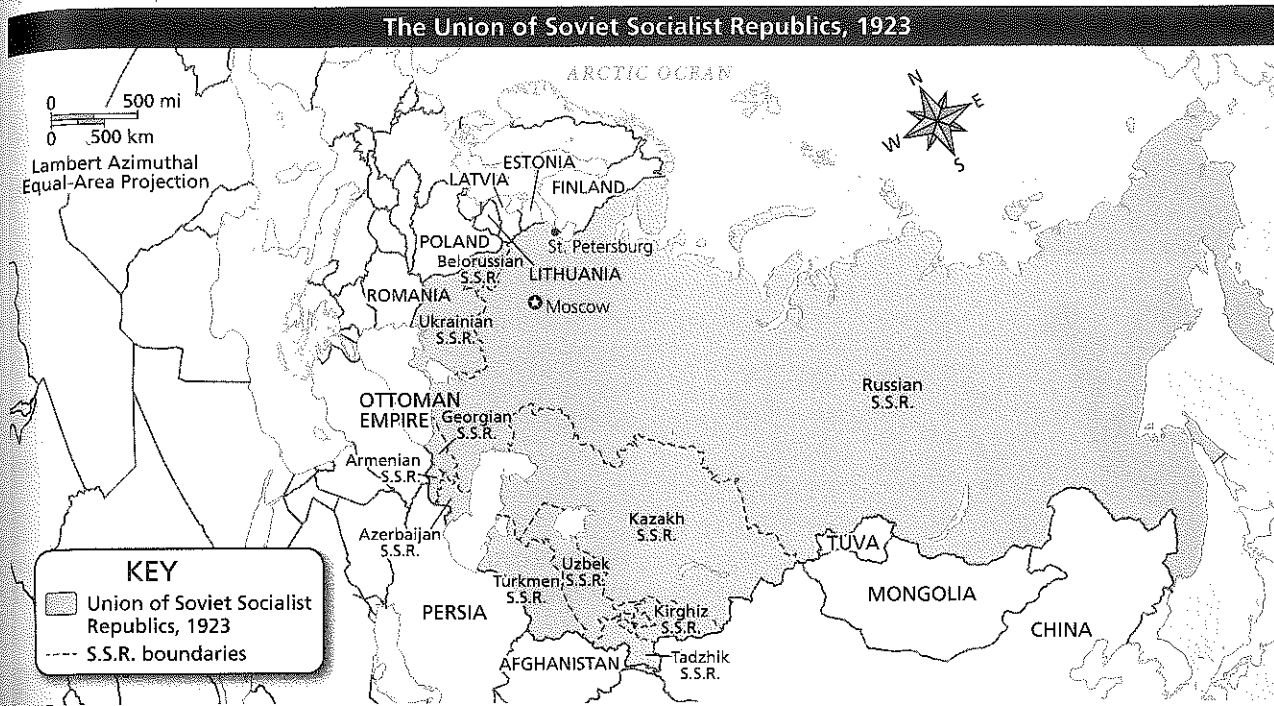 The Union of Soviet Socialist Republics, 1923
ARCTIC OCEAN
N
E
W
S
0 500 mi
0 500 km
Lambert Azimuthal
Equal-Area Projection
ESTONIA
LATVIA
FINLAND
POLAND
St. Petersburg
Belorussian
S.S.R.
LITHUANIA
ROMANIA
Moscow
Ukrainian
S.S.R.
Russian
S.S.R.
OTTOMAN
EMPIRE
Georgian
S.S.R.
Armenian
S.S.R.
Azerbaijan
S.S.R.
Kazakh
S.S.R.
TUVA
Uzbek
S.S.R.
Turkmen
S.S.R.
MONGOLIA
PERSIA
Kirghiz
S.S.R.
CHINA
AFGHANISTAN
Tadzhik
S.S.R.
KEY
Union of Soviet Socialist
Republics, 1923
S.S.R. boundaries